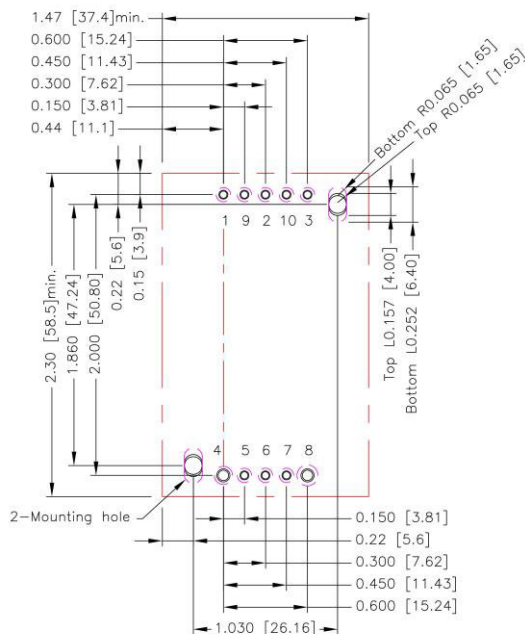 1.47 [37.4]min.
0.600 [15.24]
0.450 [11.43]
0.300 [7.62]
0.150 [3.81]
0.44 [11.1]
Bottom R0.065 [1.65]
Top R0.065 [1.65]
1 9 2 10 3
2.30 [58.5]min.
1.860 [47.24]
2.000 [50.80]
0.22 [5.6]
0.15 [3.9]
Top L0.157 [4.00]
Bottom L0.252 [6.40]
4 5 6 7 8
2-Mounting hole
0.150 [3.81]
0.22 [5.6]
0.300 [7.62]
0.450 [11.43]
0.600 [15.24]
1.030 [26.16]